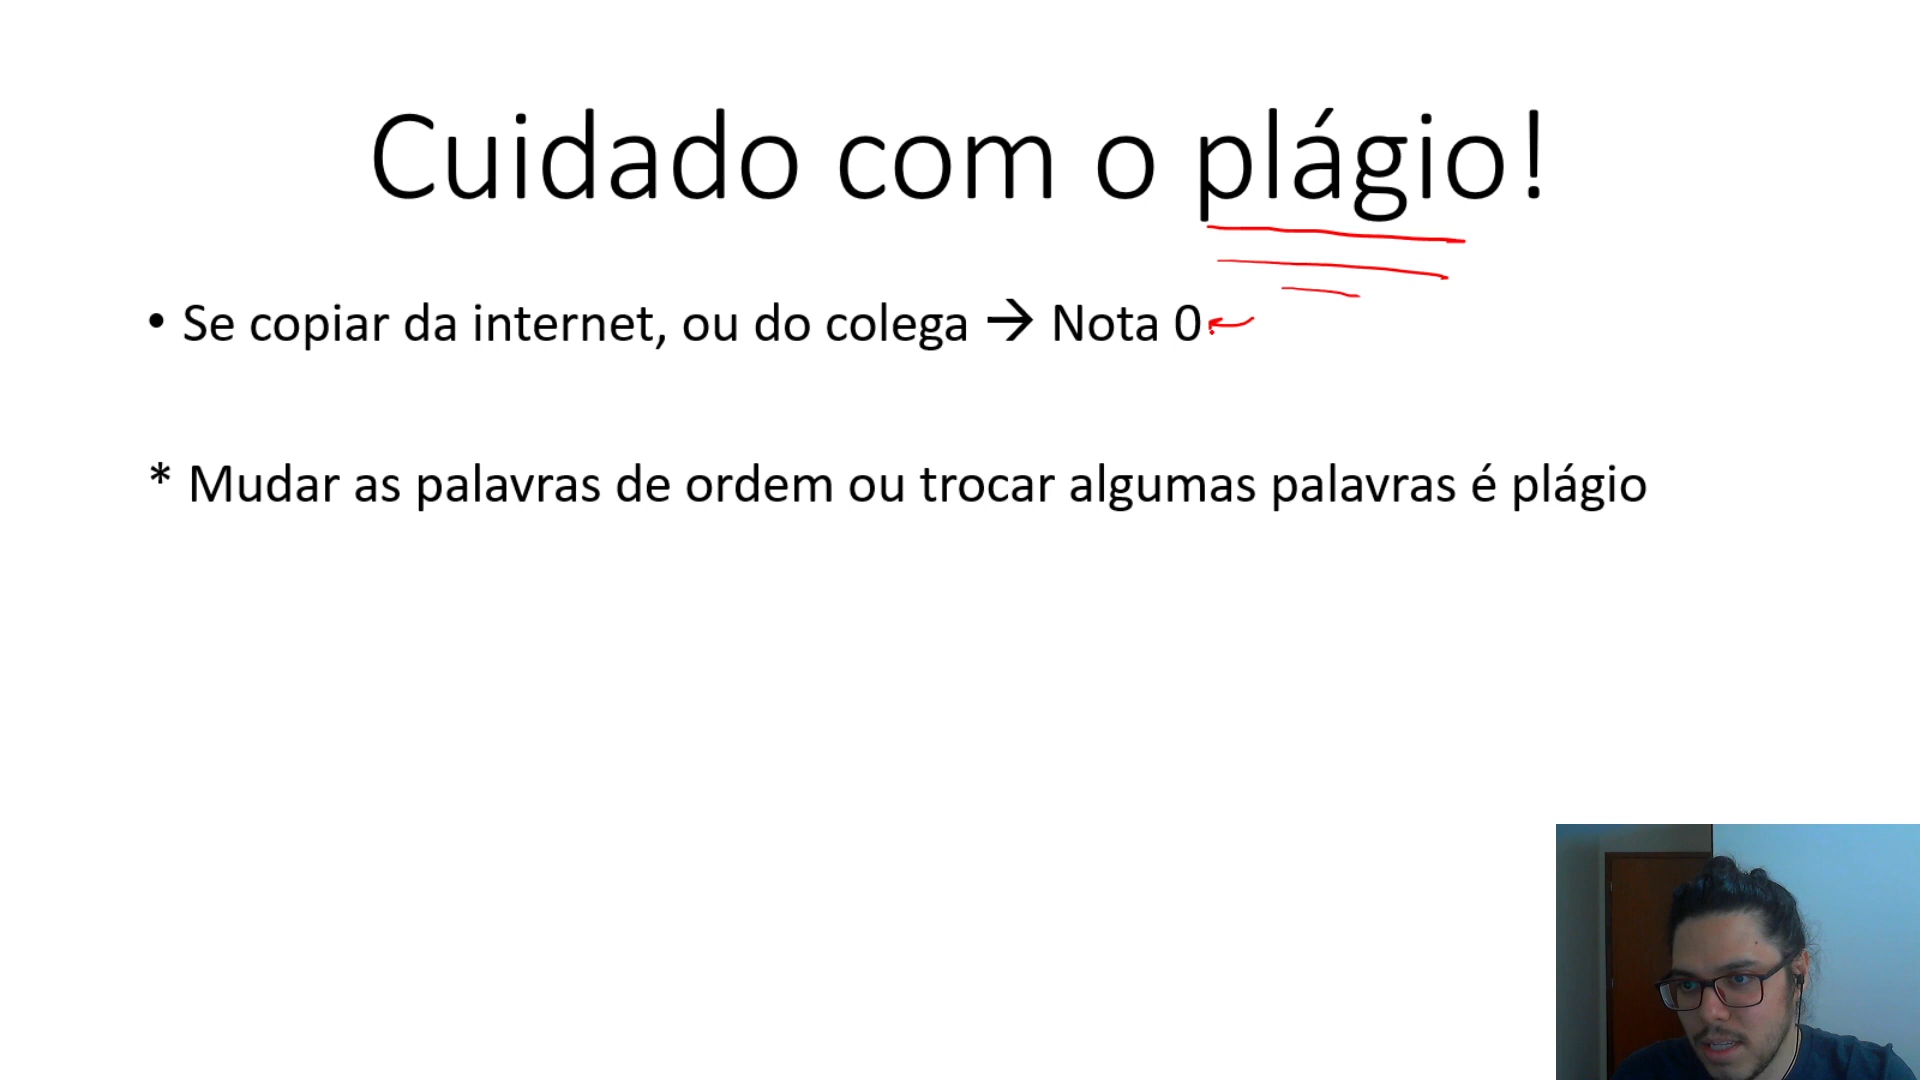 Cuidado com o plágio!
• Se copiar da internet, ou do colega → Nota 0
* Mudar as palavras de ordem ou trocar algumas palavras é plágio